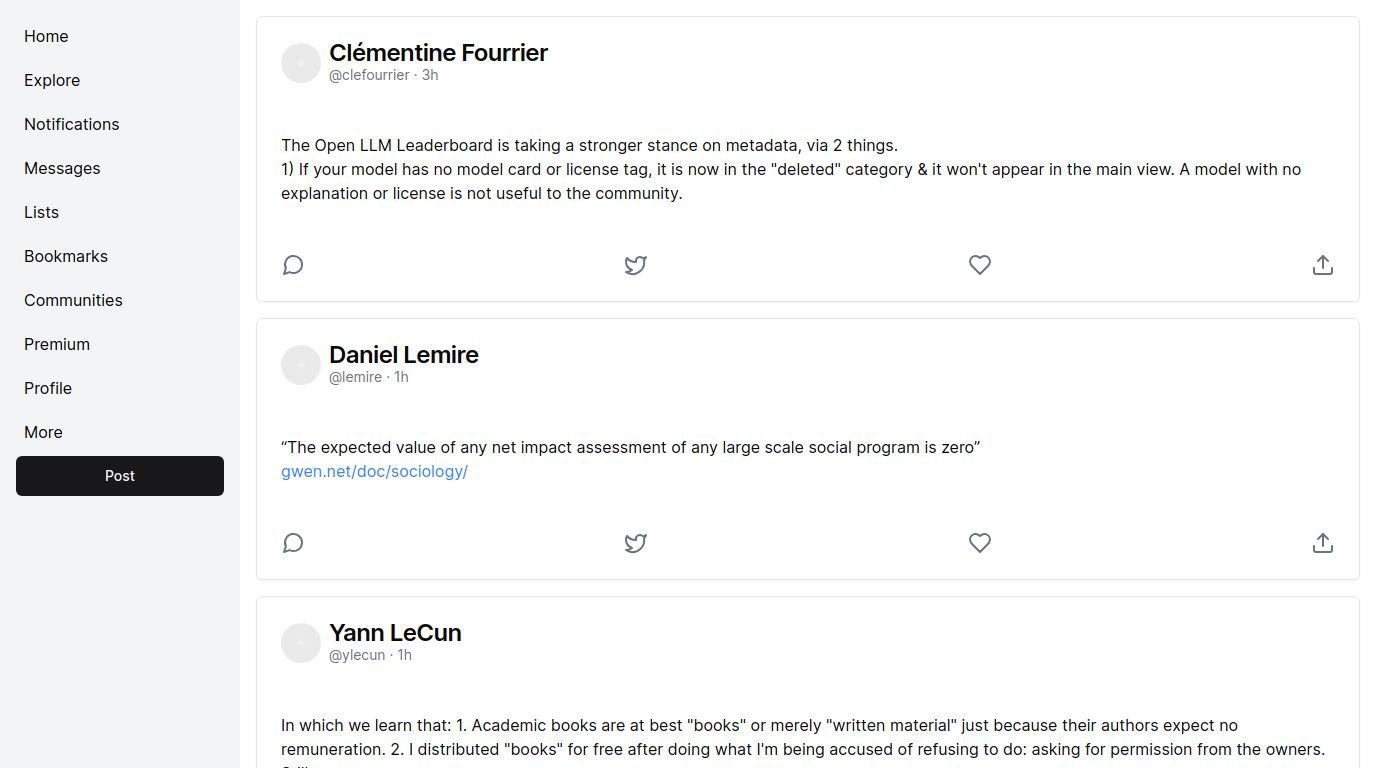 Home
Explore
Notifications
Messages
Lists
Bookmarks
Communities
Premium
Profile
More
Post
Clémentine Fourrier
@clefourrier · 3h
The Open LLM Leaderboard is taking a stronger stance on metadata, via 2 things.
1) If your model has no model card or license tag, it is now in the "deleted" category & it won't appear in the main view. A model with no
explanation or license is not useful to the community.
Daniel Lemire
@lemire · 1h
“The expected value of any net impact assessment of any large scale social program is zero”
gwen.net/doc/sociology/
Yann LeCun
@ylecun · 1h
In which we learn that: 1. Academic books are at best "books" or merely "written material" just because their authors expect no
remuneration. 2. I distributed "books" for free after doing what I'm being accused of refusing to do: asking for permission from the owners.